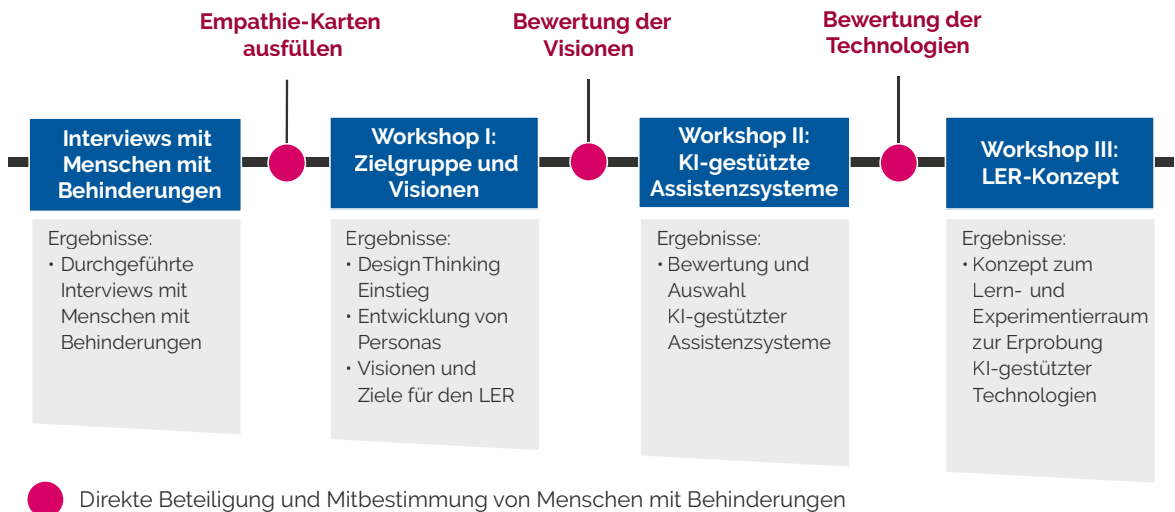 Empathie-Karten
ausfüllen
Bewertung der
Visionen
Bewertung der
Technologien
Interviews mit
Menschen mit
Behinderungen
Workshop I:
Zielgruppe und
Visionen
Workshop II:
KI-gestützte
Assistenzsysteme
Workshop III:
LER-Konzept
Ergebnisse:
• Durchgeführte
Interviews mit
Menschen mit
Behinderungen
Ergebnisse:
• Design Thinking
Einstieg
• Entwicklung von
Personas
• Visionen und
Ziele für den LER
Ergebnisse:
• Bewertung und
Auswahl
KI-gestützter
Assistenzsysteme
Ergebnisse:
• Konzept zum
Lern- und
Experimentierraum
zur Erprobung
KI-gestützter
Technologien
Direkte Beteiligung und Mitbestimmung von Menschen mit Behinderungen